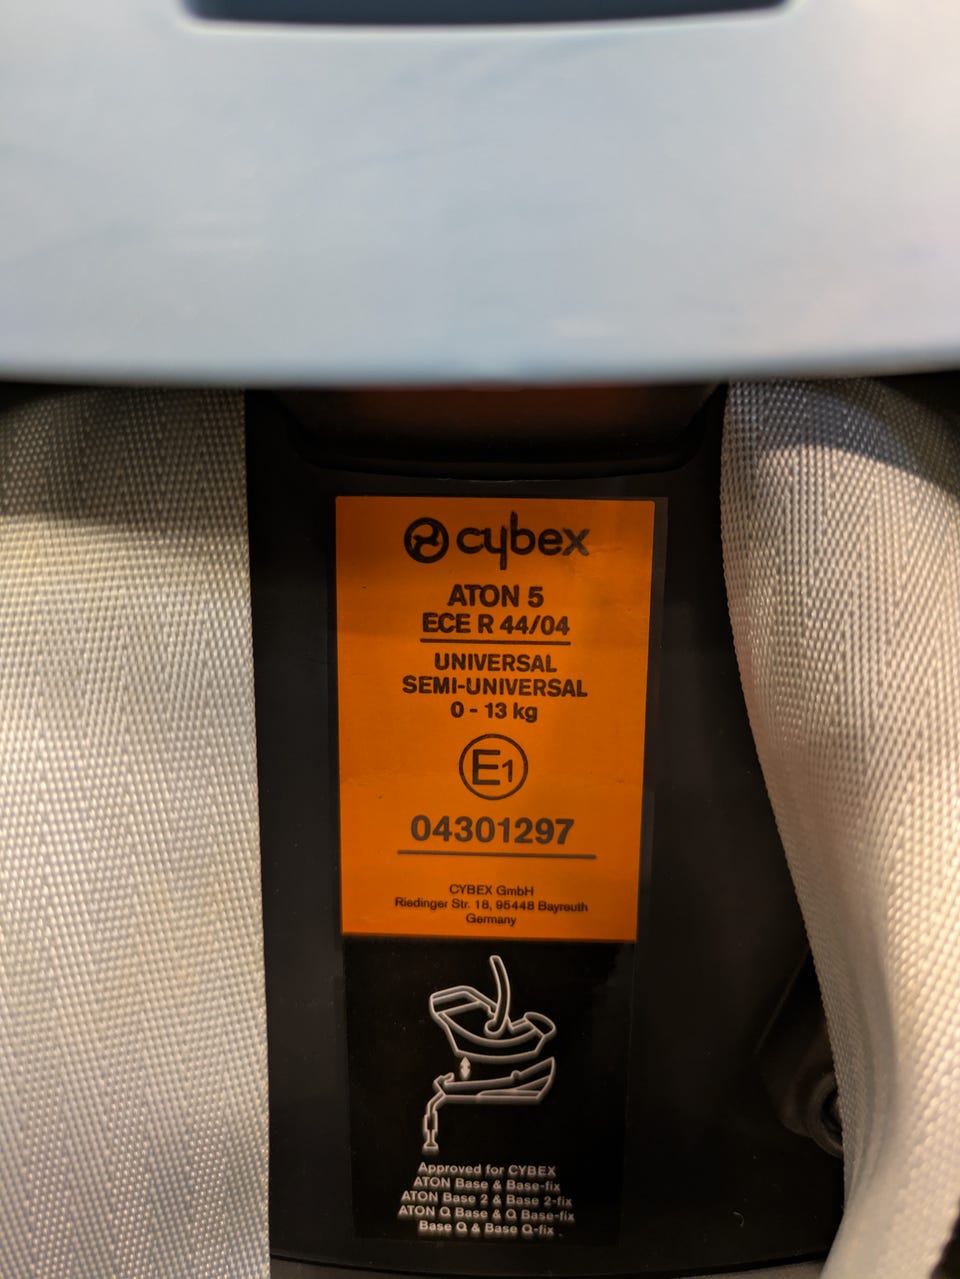 cybex
ATON 5
ECE R 44/04
UNIVERSAL
SEMI-UNIVERSAL
0 - 13 kg
E1
04301297
CYBEX GmbH
Riedinger Str. 18, 95448 Bayreuth
Germany
Approved for CYBEX
ATON Base & Base-fix
ATON Base 2 & Base 2-fix
ATON Q Base & Q Base-fix
Base Q & Base Q-fix